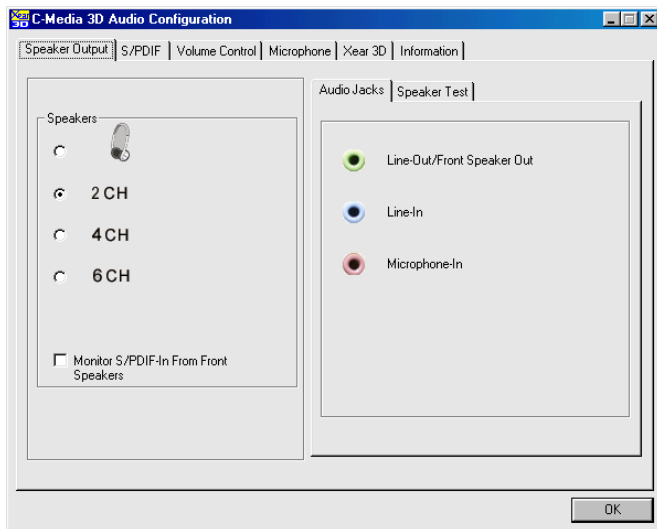 Xear 3D C-Media 3D Audio Configuration
Speaker Output S/PDIF Volume Control Microphone Xear 3D Information
Audio Jacks Speaker Test
Speakers
2 CH
4 CH
6 CH
Monitor S/PDIF-In From Front
Speakers
Line-Out/Front Speaker Out
Line-In
Microphone-In
OK